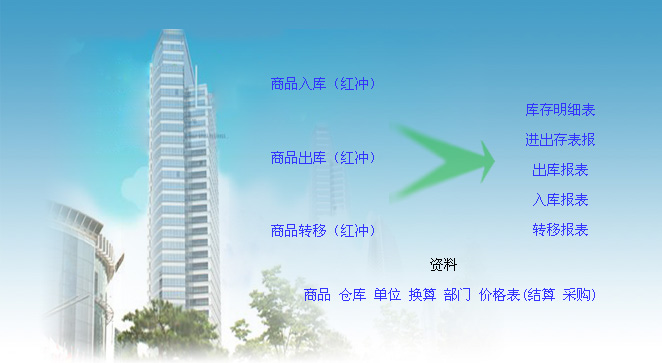 商品入库（红冲）
库存明细表
进出存表报
商品出库（红冲）
出库报表
入库报表
商品转移（红冲）
转移报表
资料
商品 仓库 单位 换算 部门 价格表(结算 采购)